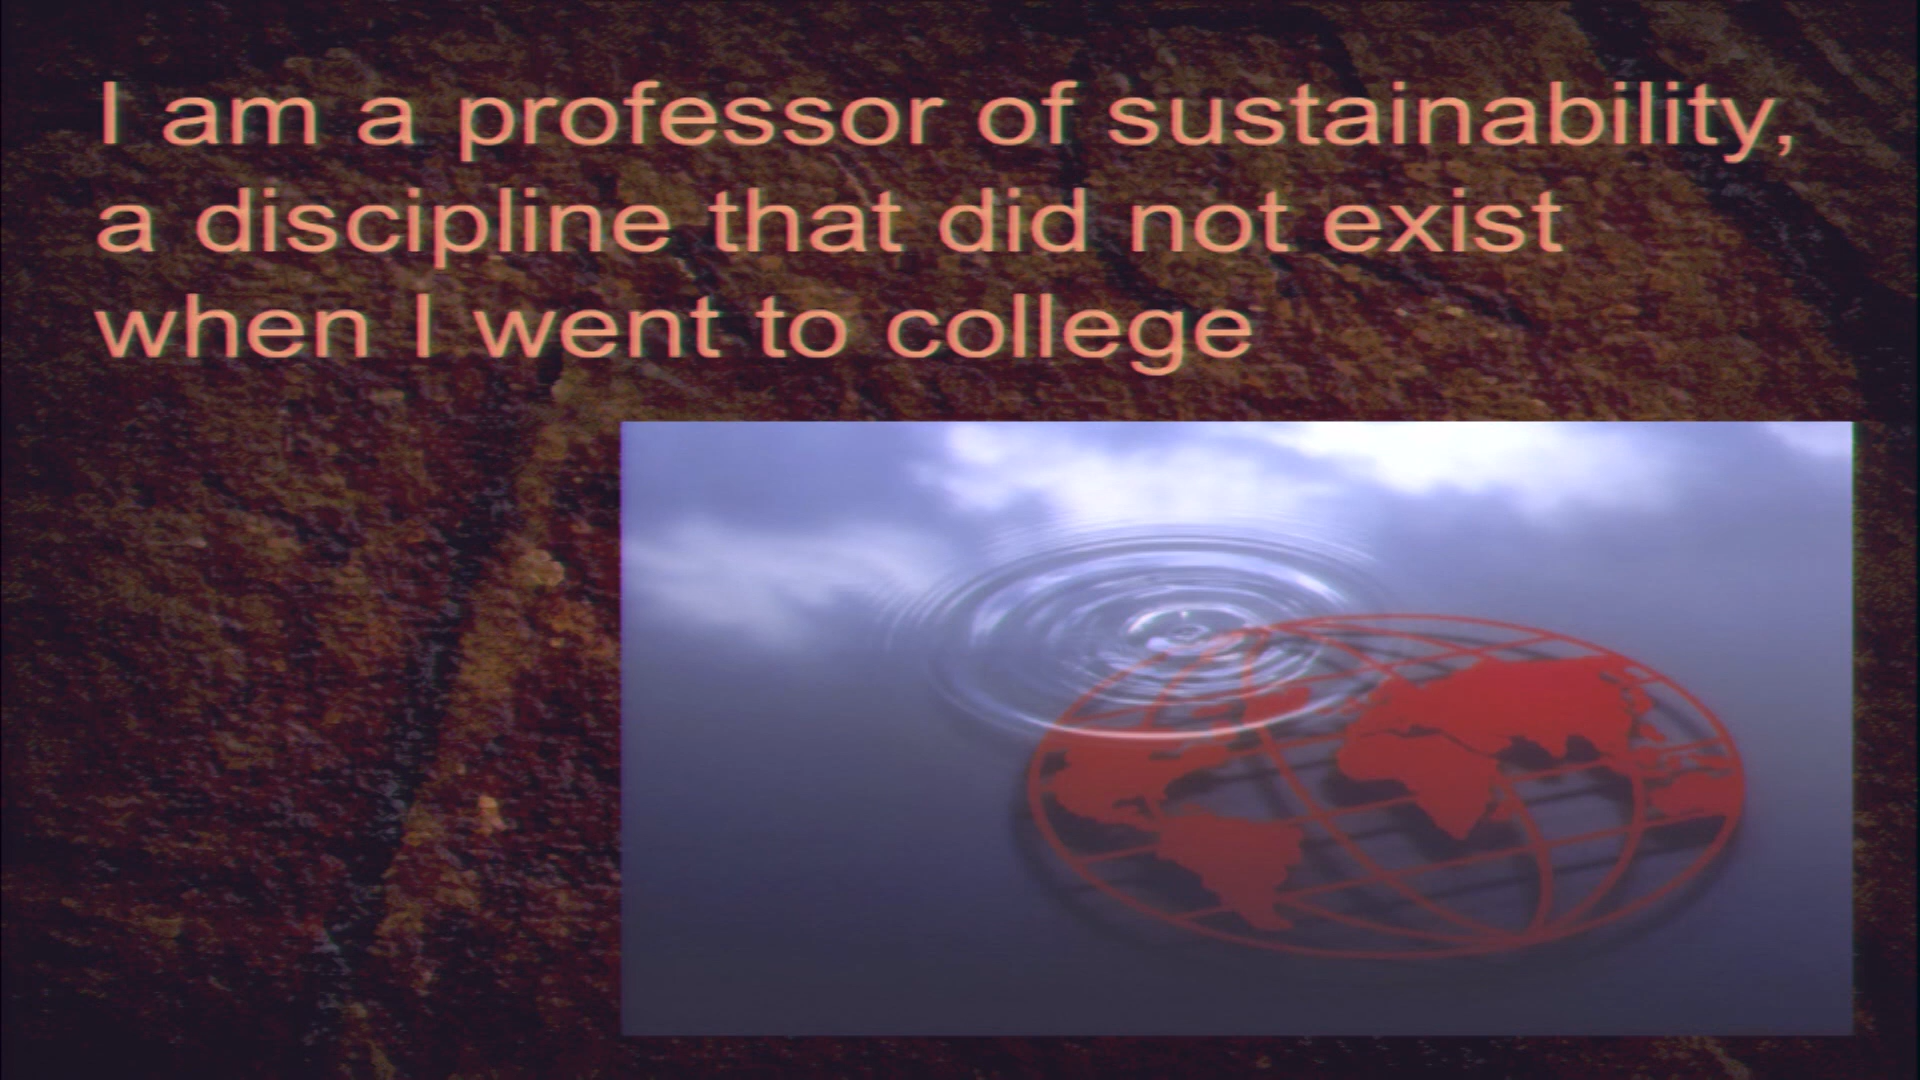 I am a professor of sustainability,
a discipline that did not exist
when I went to college